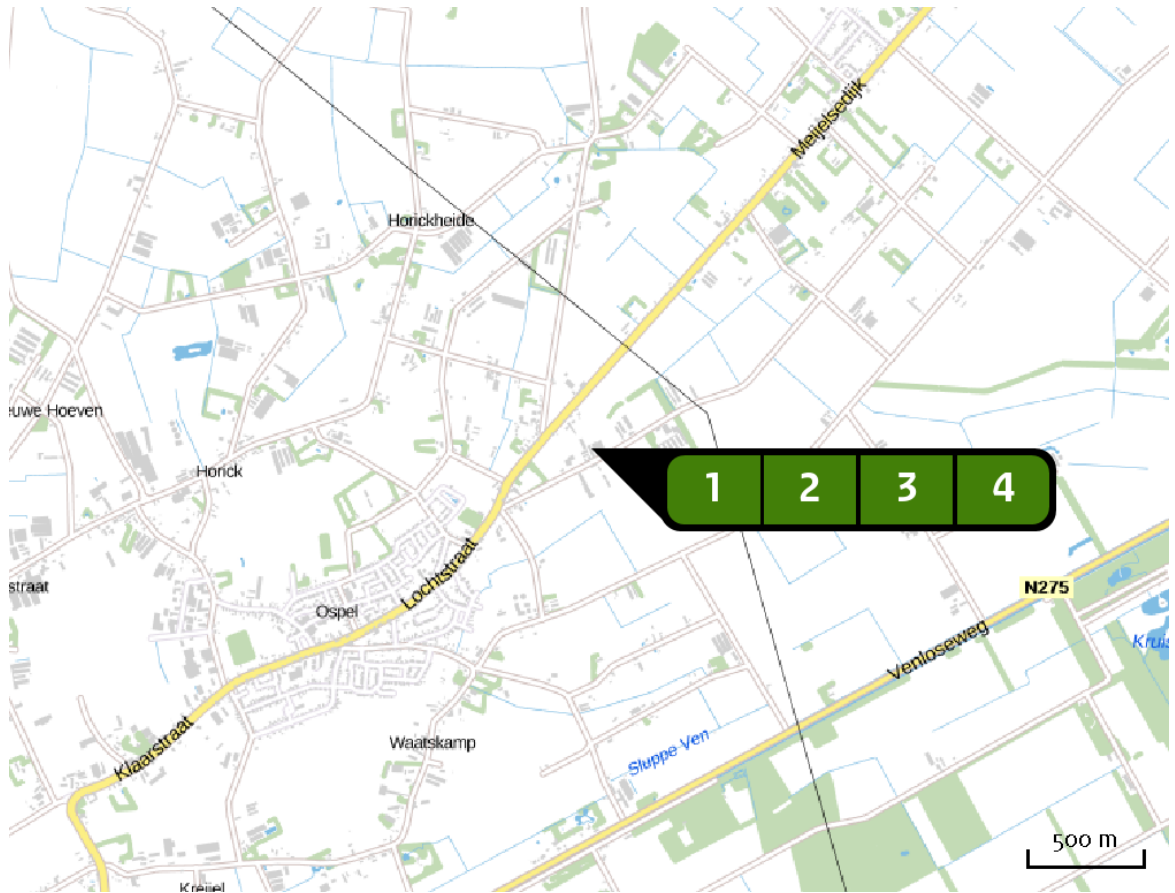 Meijelsedijk
Horickheide
euwe Hoeven
Horick
1 2 3 4
straat
Lochtstraat
N275
Ospel
Venloseweg
Kruis
Klaarstraat
Waatskamp
Sluppe Ven
500 m
Kreijel